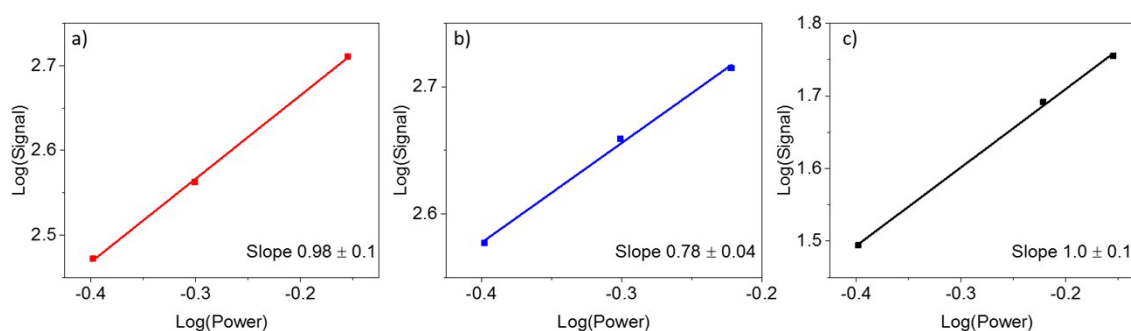 a)
2.7
2.6
2.5
Log(Signal)
Slope 0.98 ± 0.1
-0.4
-0.3
-0.2
Log(Power)
b)
2.7
2.6
Log(Signal)
Slope 0.78 ± 0.04
-0.4
-0.3
-0.2
Log(Power)
c)
1.8
1.7
1.6
1.5
1.4
Log(Signal)
Slope 1.0 ± 0.1
-0.4
-0.3
-0.2
Log(Power)